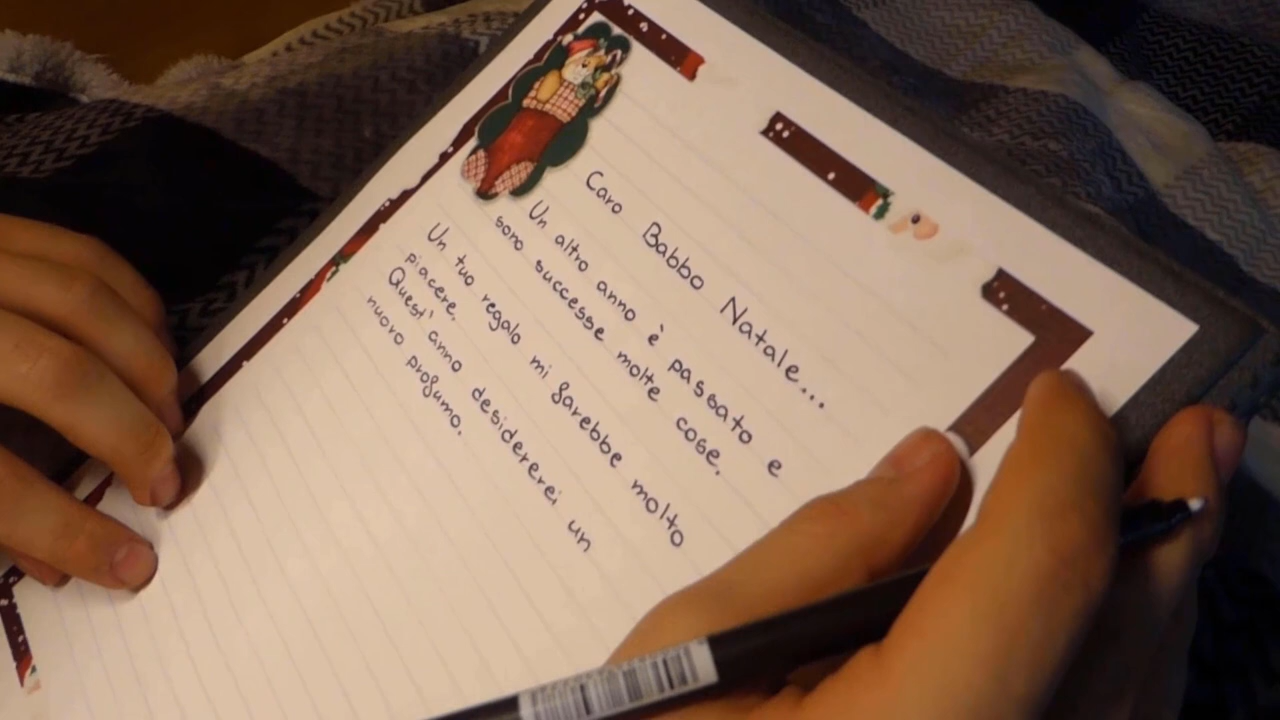 Caro Babbo Natale...
Un altro anno è passato e
sono successe molte cose.
Un tuo regalo mi farebbe molto
piacere.
Quest'anno desidererei un
nuovo profumo.